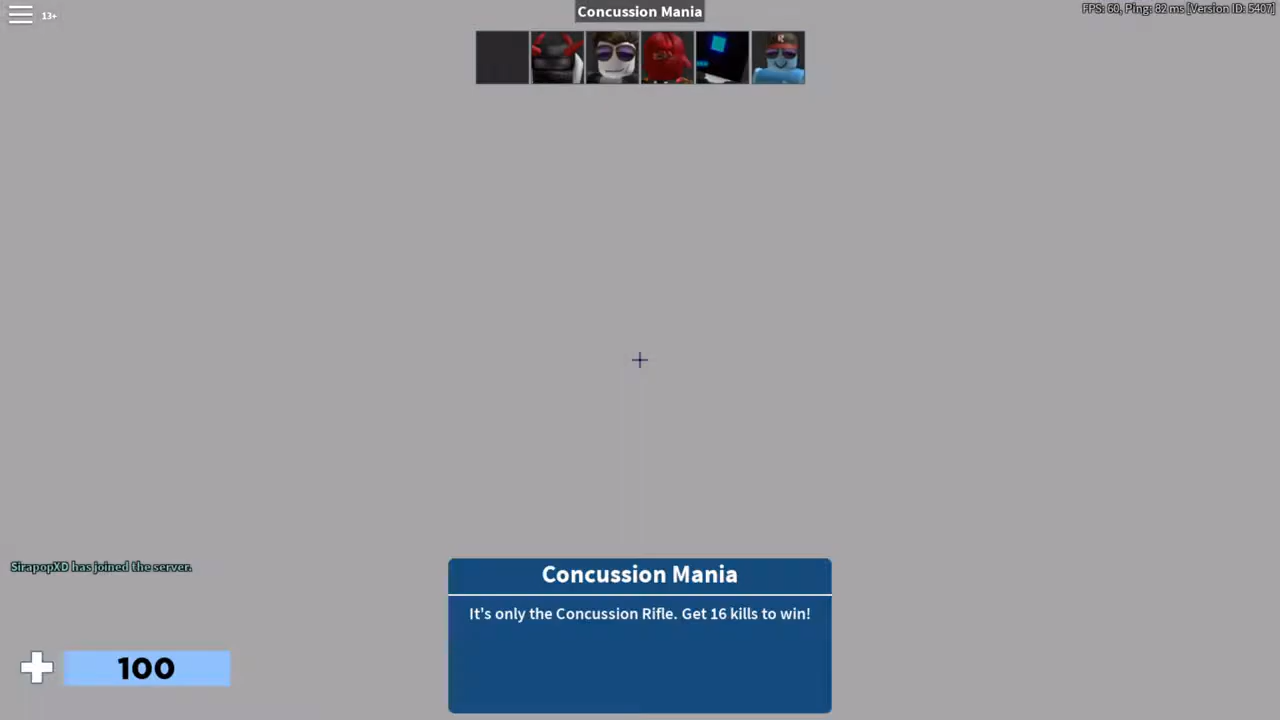 13+
Concussion Mania
FPS: 60, Ping: 82 ms [Version ID: 5407]
SirapopXD has joined the server.
Concussion Mania
It's only the Concussion Rifle. Get 16 kills to win!
100